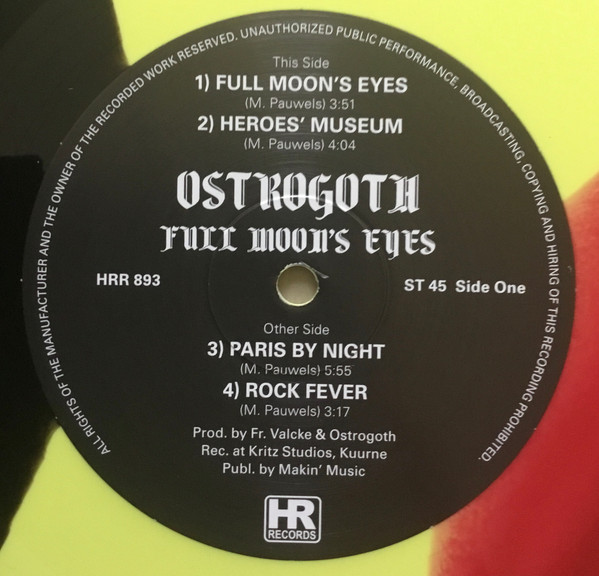 ALL RIGHTS OF THE MANUFACTURER AND THE OWNER OF THE RECORDED WORK RESERVED. UNAUTHORIZED PUBLIC PERFORMANCE, BROADCASTING, COPYING AND HIRING OF THIS RECORDING PROHIBITED.
This Side
1) FULL MOON'S EYES
(M. Pauwels) 3:51
2) HEROES' MUSEUM
(M. Pauwels) 4:04
OSTROGOTH
FULL MOON'S EYES
HRR 893
ST 45 Side One
Other Side
3) PARIS BY NIGHT
(M. Pauwels) 5:55
4) ROCK FEVER
(M. Pauwels) 3:17
Prod. by Fr. Valcke & Ostrogoth
Rec. at Kritz Studios, Kuurne
Publ. by Makin' Music
HR
RECORDS